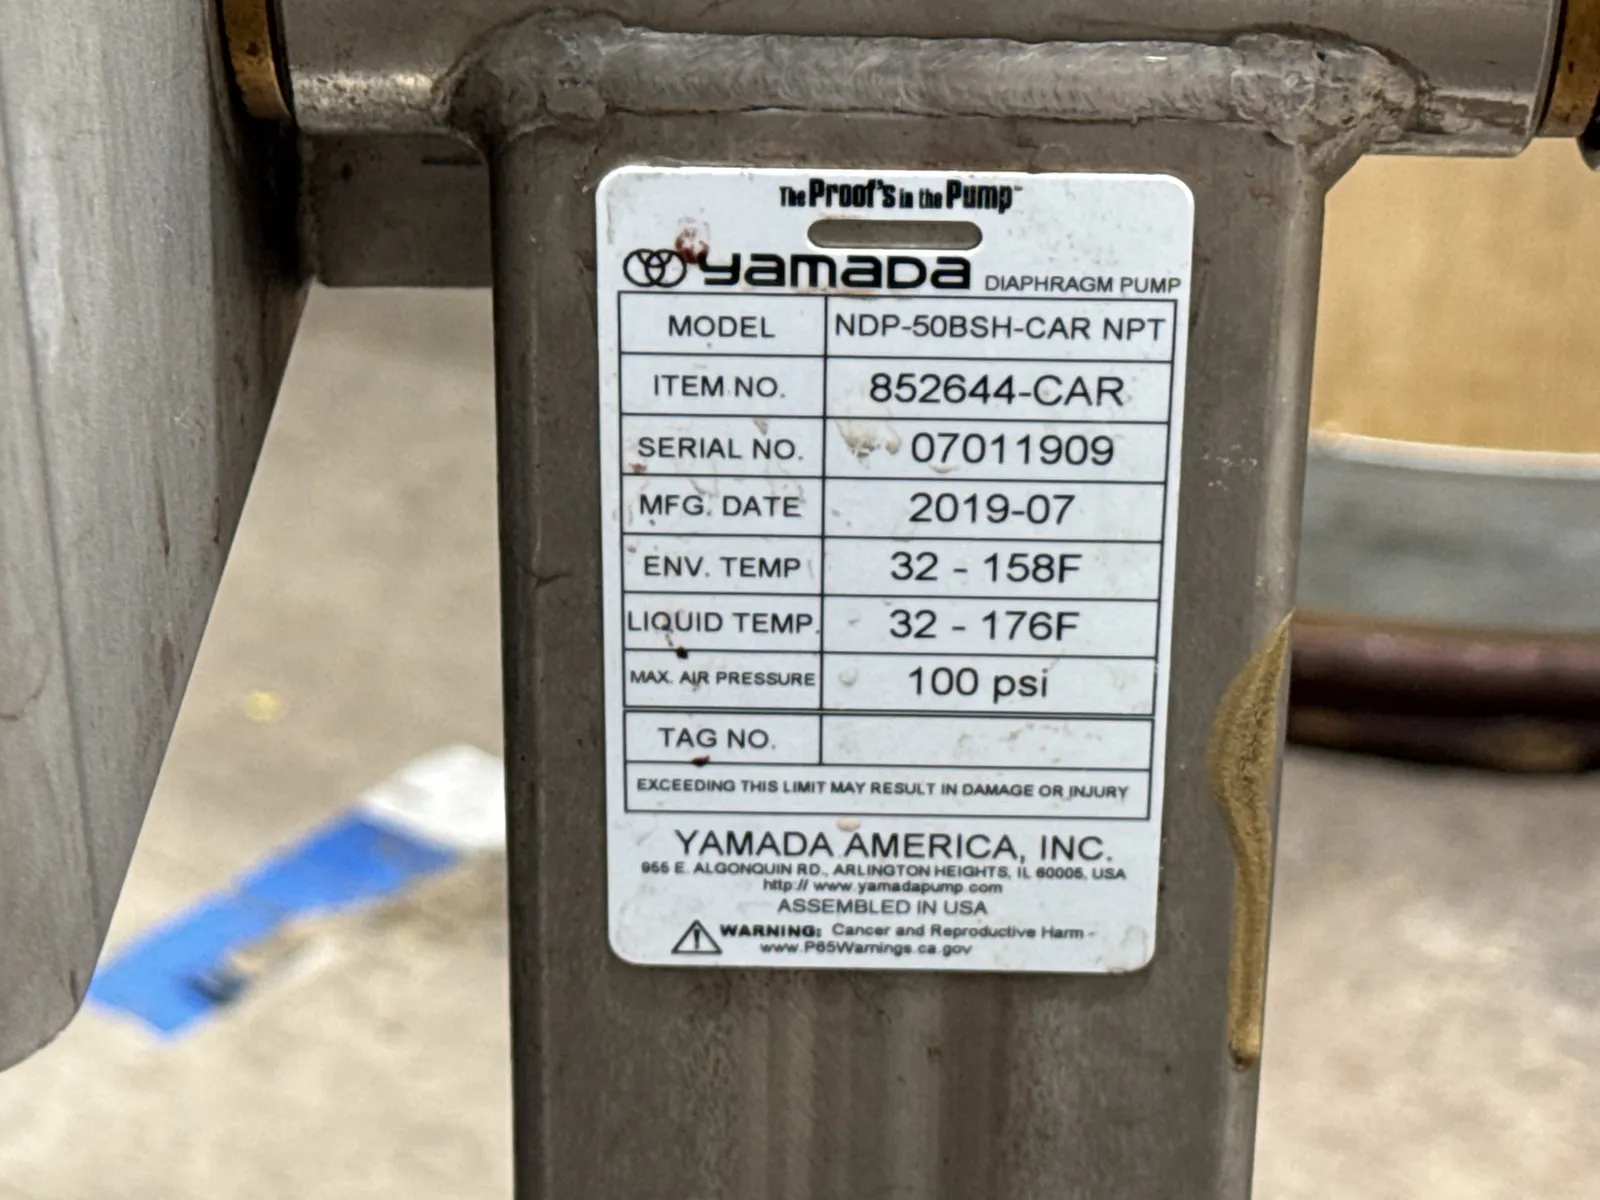 The Proof's in the Pump™
yamada DIAPHRAGM PUMP
MODEL NDP-50BSH-CAR NPT
ITEM NO. 852644-CAR
SERIAL NO. 07011909
MFG. DATE 2019-07
ENV. TEMP 32 - 158F
LIQUID TEMP. 32 - 176F
MAX. AIR PRESSURE 100 psi
TAG NO.
EXCEEDING THIS LIMIT MAY RESULT IN DAMAGE OR INJURY
YAMADA AMERICA, INC.
955 E. ALGONQUIN RD., ARLINGTON HEIGHTS, IL 60005, USA
http:// www.yamadapump.com
ASSEMBLED IN USA
WARNING: Cancer and Reproductive Harm -
www.P65Warnings.ca.gov